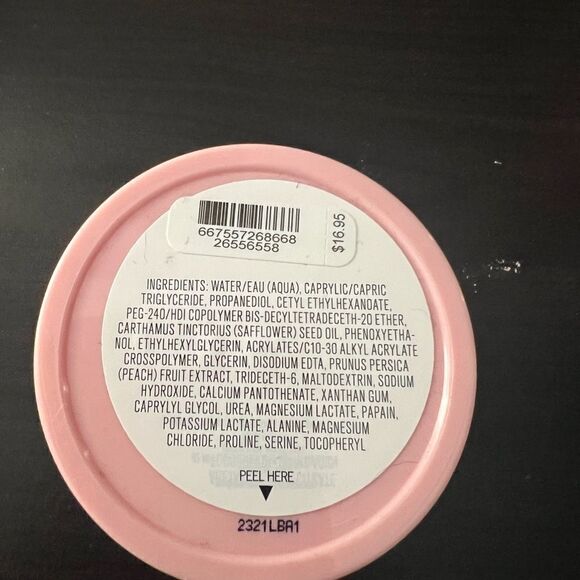 667557268668
26556558
$16.95
INGREDIENTS: WATER/EAU (AQUA), CAPRYLIC/CAPRIC
TRIGLYCERIDE, PROPANEDIOL, CETYL ETHYLHEXANOATE,
PEG-240/HDI COPOLYMER BIS-DECYLTETRADECETH-20 ETHER,
CARTHAMUS TINCTORIUS (SAFFLOWER) SEED OIL, PHENOXYETHA-
NOL, ETHYLHEXYLGLYCERIN, ACRYLATES/C10-30 ALKYL ACRYLATE
CROSSPOLYMER, GLYCERIN, DISODIUM EDTA, PRUNUS PERSICA
(PEACH) FRUIT EXTRACT, TRIDECETH-6, MALTODEXTRIN, SODIUM
HYDROXIDE, CALCIUM PANTOTHENATE, XANTHAN GUM,
CAPRYLYL GLYCOL, UREA, MAGNESIUM LACTATE, PAPAIN,
POTASSIUM LACTATE, ALANINE, MAGNESIUM
CHLORIDE, PROLINE, SERINE, TOCOPHERYL
PEEL HERE
2321LBA1